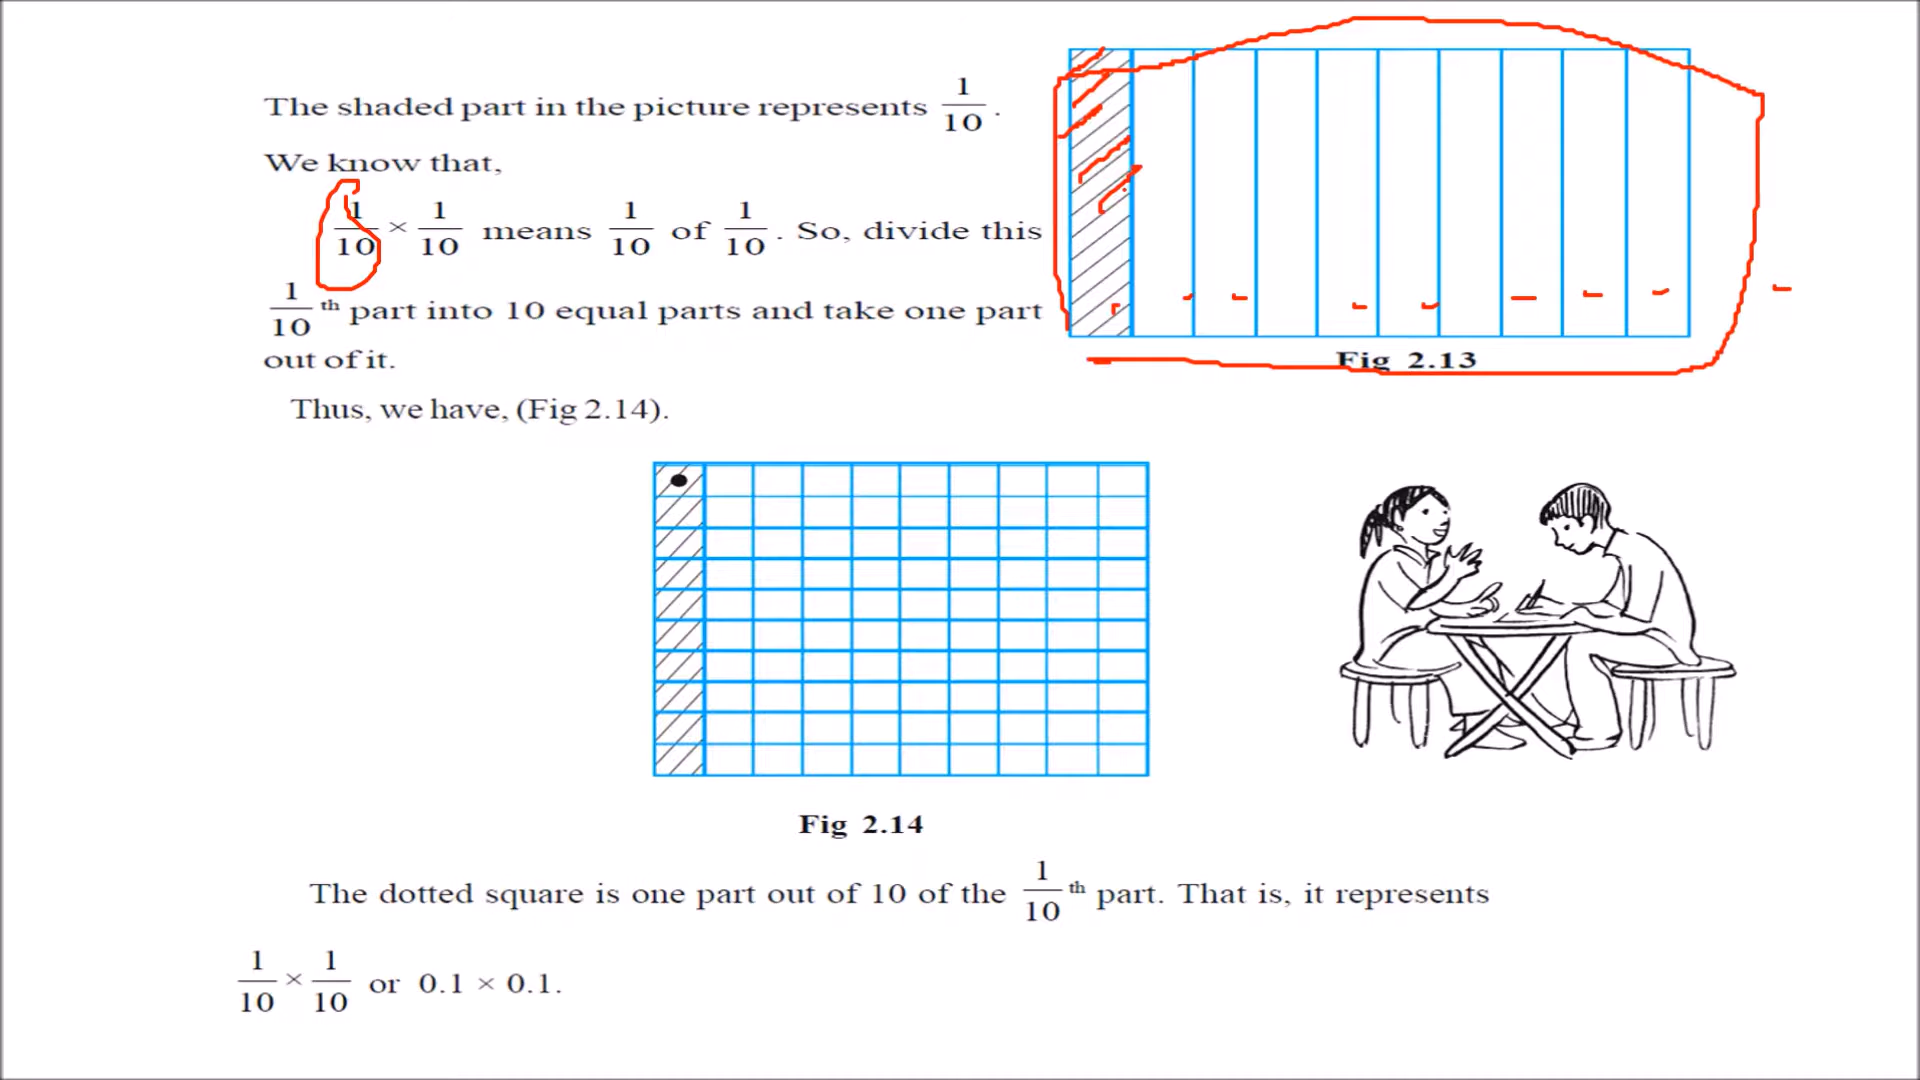 The shaded part in the picture represents 1/10.
We know that,
1/10 × 1/10 means 1/10 of 1/10. So, divide this
1/10 th part into 10 equal parts and take one part
out of it.
Fig 2.13
Thus, we have, (Fig 2.14).
Fig 2.14
The dotted square is one part out of 10 of the 1/10 th part. That is, it represents
1/10 × 1/10 or 0.1 × 0.1.